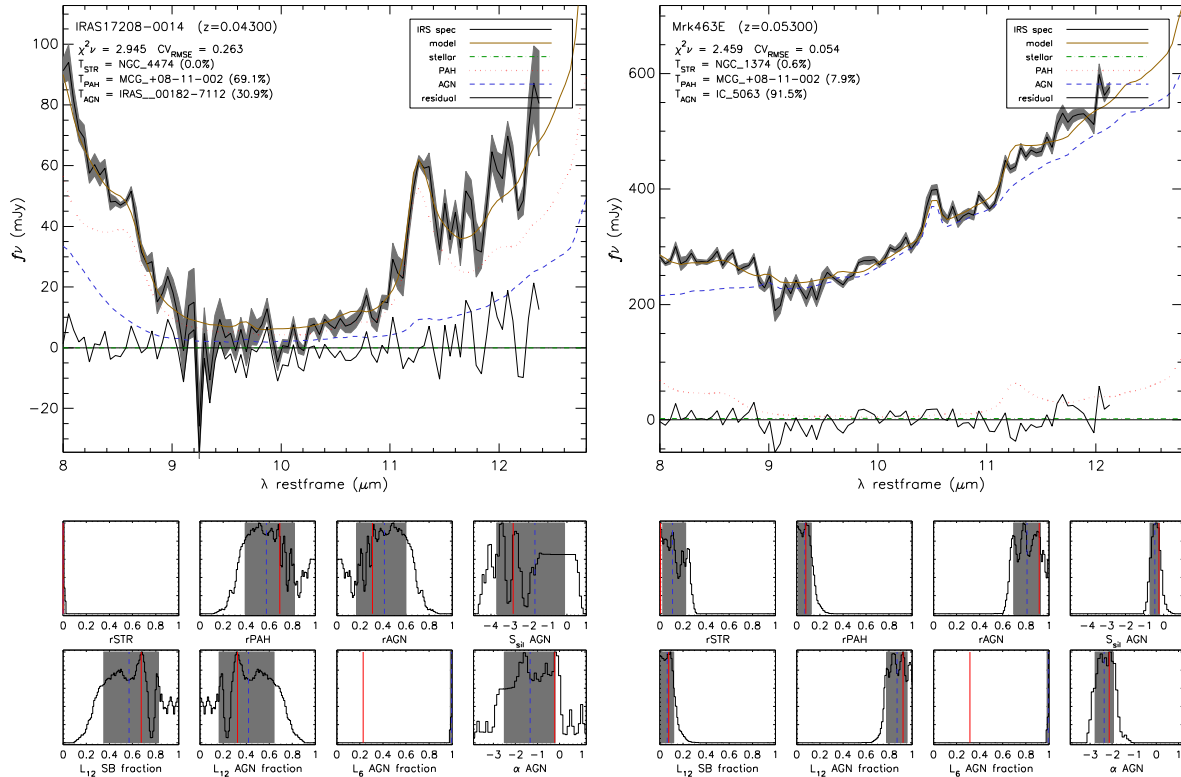 IRAS17208-0014 (z=0.04300)
χ²ν = 2.945 CV_RMSE = 0.263
T_STR = NGC_4474 (0.0%)
T_PAH = MCG_+08-11-002 (69.1%)
T_AGN = IRAS__00182-7112 (30.9%)
IRS spec
model
stellar
PAH
AGN
residual
100
80
60
40
20
0
-20
fν (mJy)
8 9 10 11 12
λ restframe (μm)
Mrk463E (z=0.05300)
χ²ν = 2.459 CV_RMSE = 0.054
T_STR = NGC_1374 (0.6%)
T_PAH = MCG_+08-11-002 (7.9%)
T_AGN = IC_5063 (91.5%)
IRS spec
model
stellar
PAH
AGN
residual
600
400
200
0
fν (mJy)
8 9 10 11 12
λ restframe (μm)
0 0.2 0.4 0.6 0.8 1
rSTR
0 0.2 0.4 0.6 0.8 1
rPAH
0 0.2 0.4 0.6 0.8 1
rAGN
-4 -3 -2 -1 0
S_sil AGN
0 0.2 0.4 0.6 0.8 1
rSTR
0 0.2 0.4 0.6 0.8 1
rPAH
0 0.2 0.4 0.6 0.8 1
rAGN
-4 -3 -2 -1 0
S_sil AGN
0 0.2 0.4 0.6 0.8 1
L_12 SB fraction
0 0.2 0.4 0.6 0.8 1
L_12 AGN fraction
0 0.2 0.4 0.6 0.8 1
L_6 AGN fraction
-3 -2 -1 0 1
α AGN
0 0.2 0.4 0.6 0.8 1
L_12 SB fraction
0 0.2 0.4 0.6 0.8 1
L_12 AGN fraction
0 0.2 0.4 0.6 0.8 1
L_6 AGN fraction
-3 -2 -1 0 1
α AGN